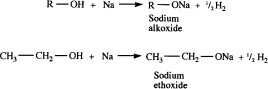 R — OH + Na → R — ONa + ½ H₂
Sodium
alkoxide
CH₃ — CH₂ — OH + Na → CH₃ — CH₂ — ONa + ½ H₂
Sodium
ethoxide